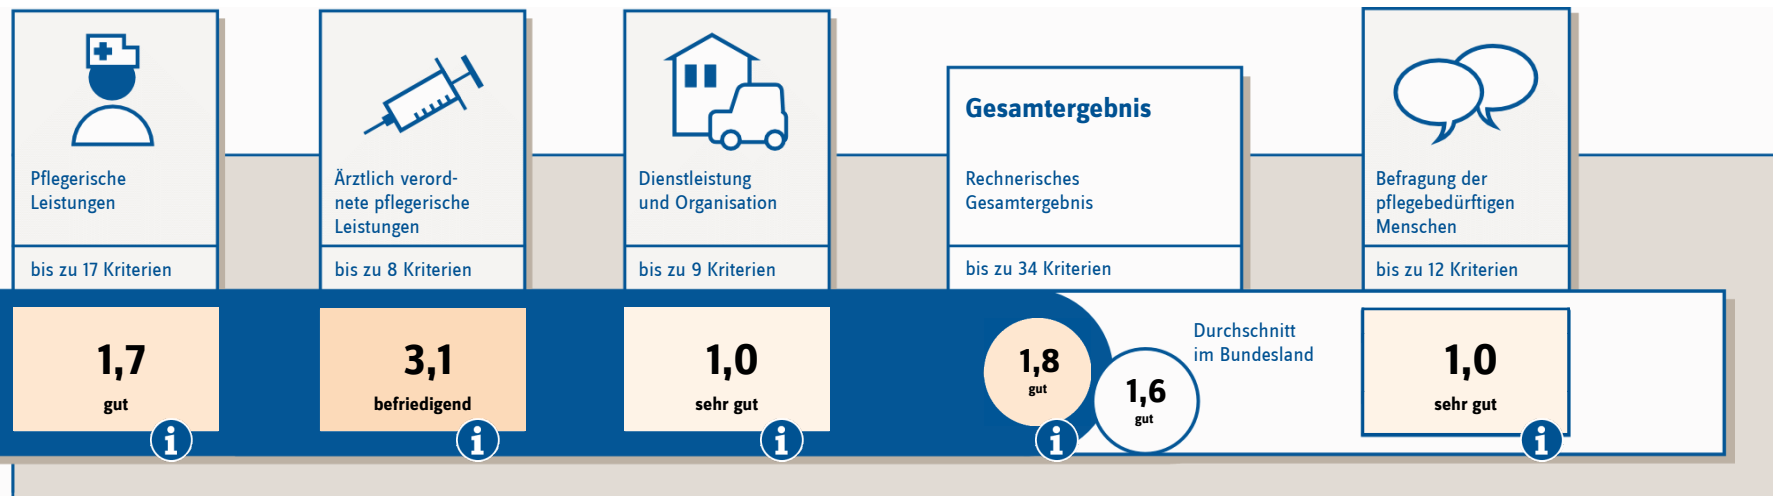 Pflegerische
Leistungen
bis zu 17 Kriterien
1,7
gut
i
Ärztlich verord-
nete pflegerische
Leistungen
bis zu 8 Kriterien
3,1
befriedigend
i
Dienstleistung
und Organisation
bis zu 9 Kriterien
1,0
sehr gut
i
Gesamtergebnis
Rechnerisches
Gesamtergebnis
bis zu 34 Kriterien
1,8
gut
i
1,6
gut
Durchschnitt
im Bundesland
Befragung der
pflegebedürftigen
Menschen
bis zu 12 Kriterien
1,0
sehr gut
i